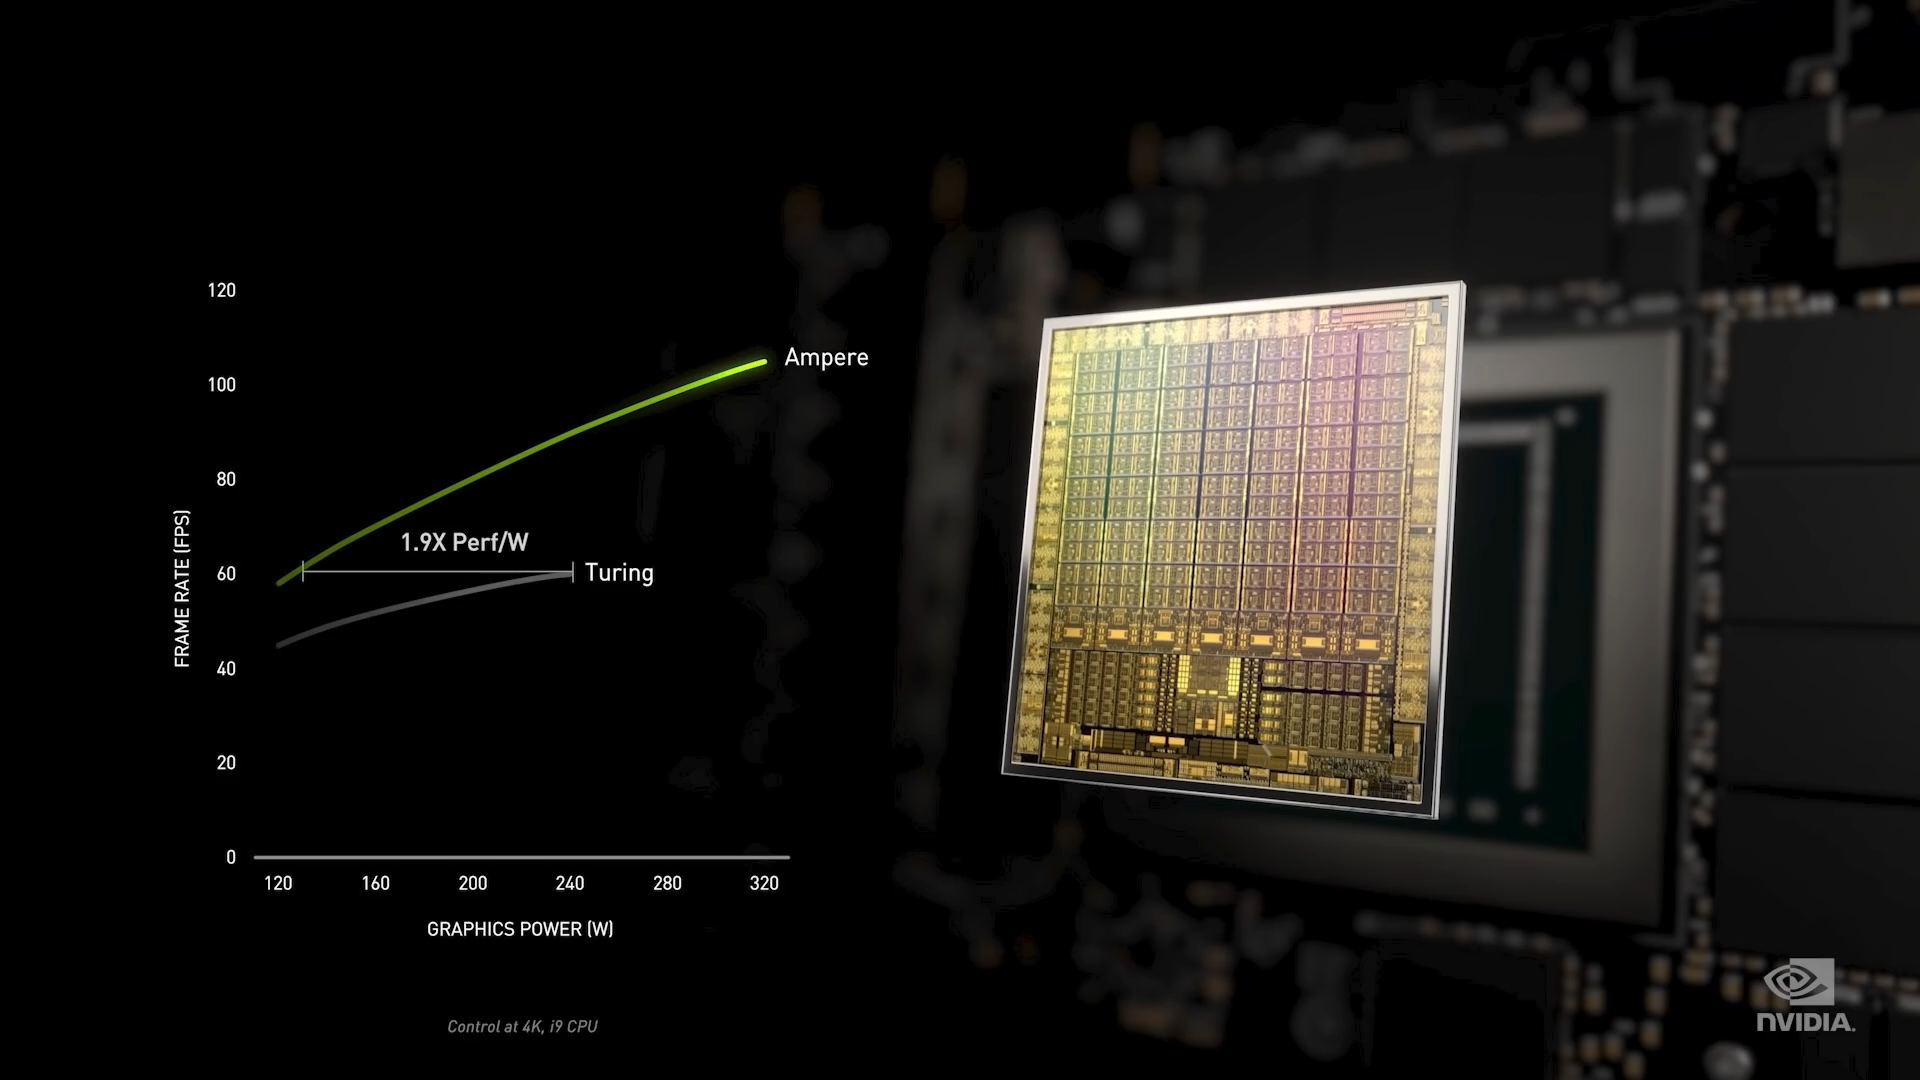 120
100
80
60
40
20
0
FRAME RATE (FPS)
Ampere
1.9X Perf/W
Turing
120 160 200 240 280 320
GRAPHICS POWER (W)
Control at 4K, i9 CPU
NVIDIA.